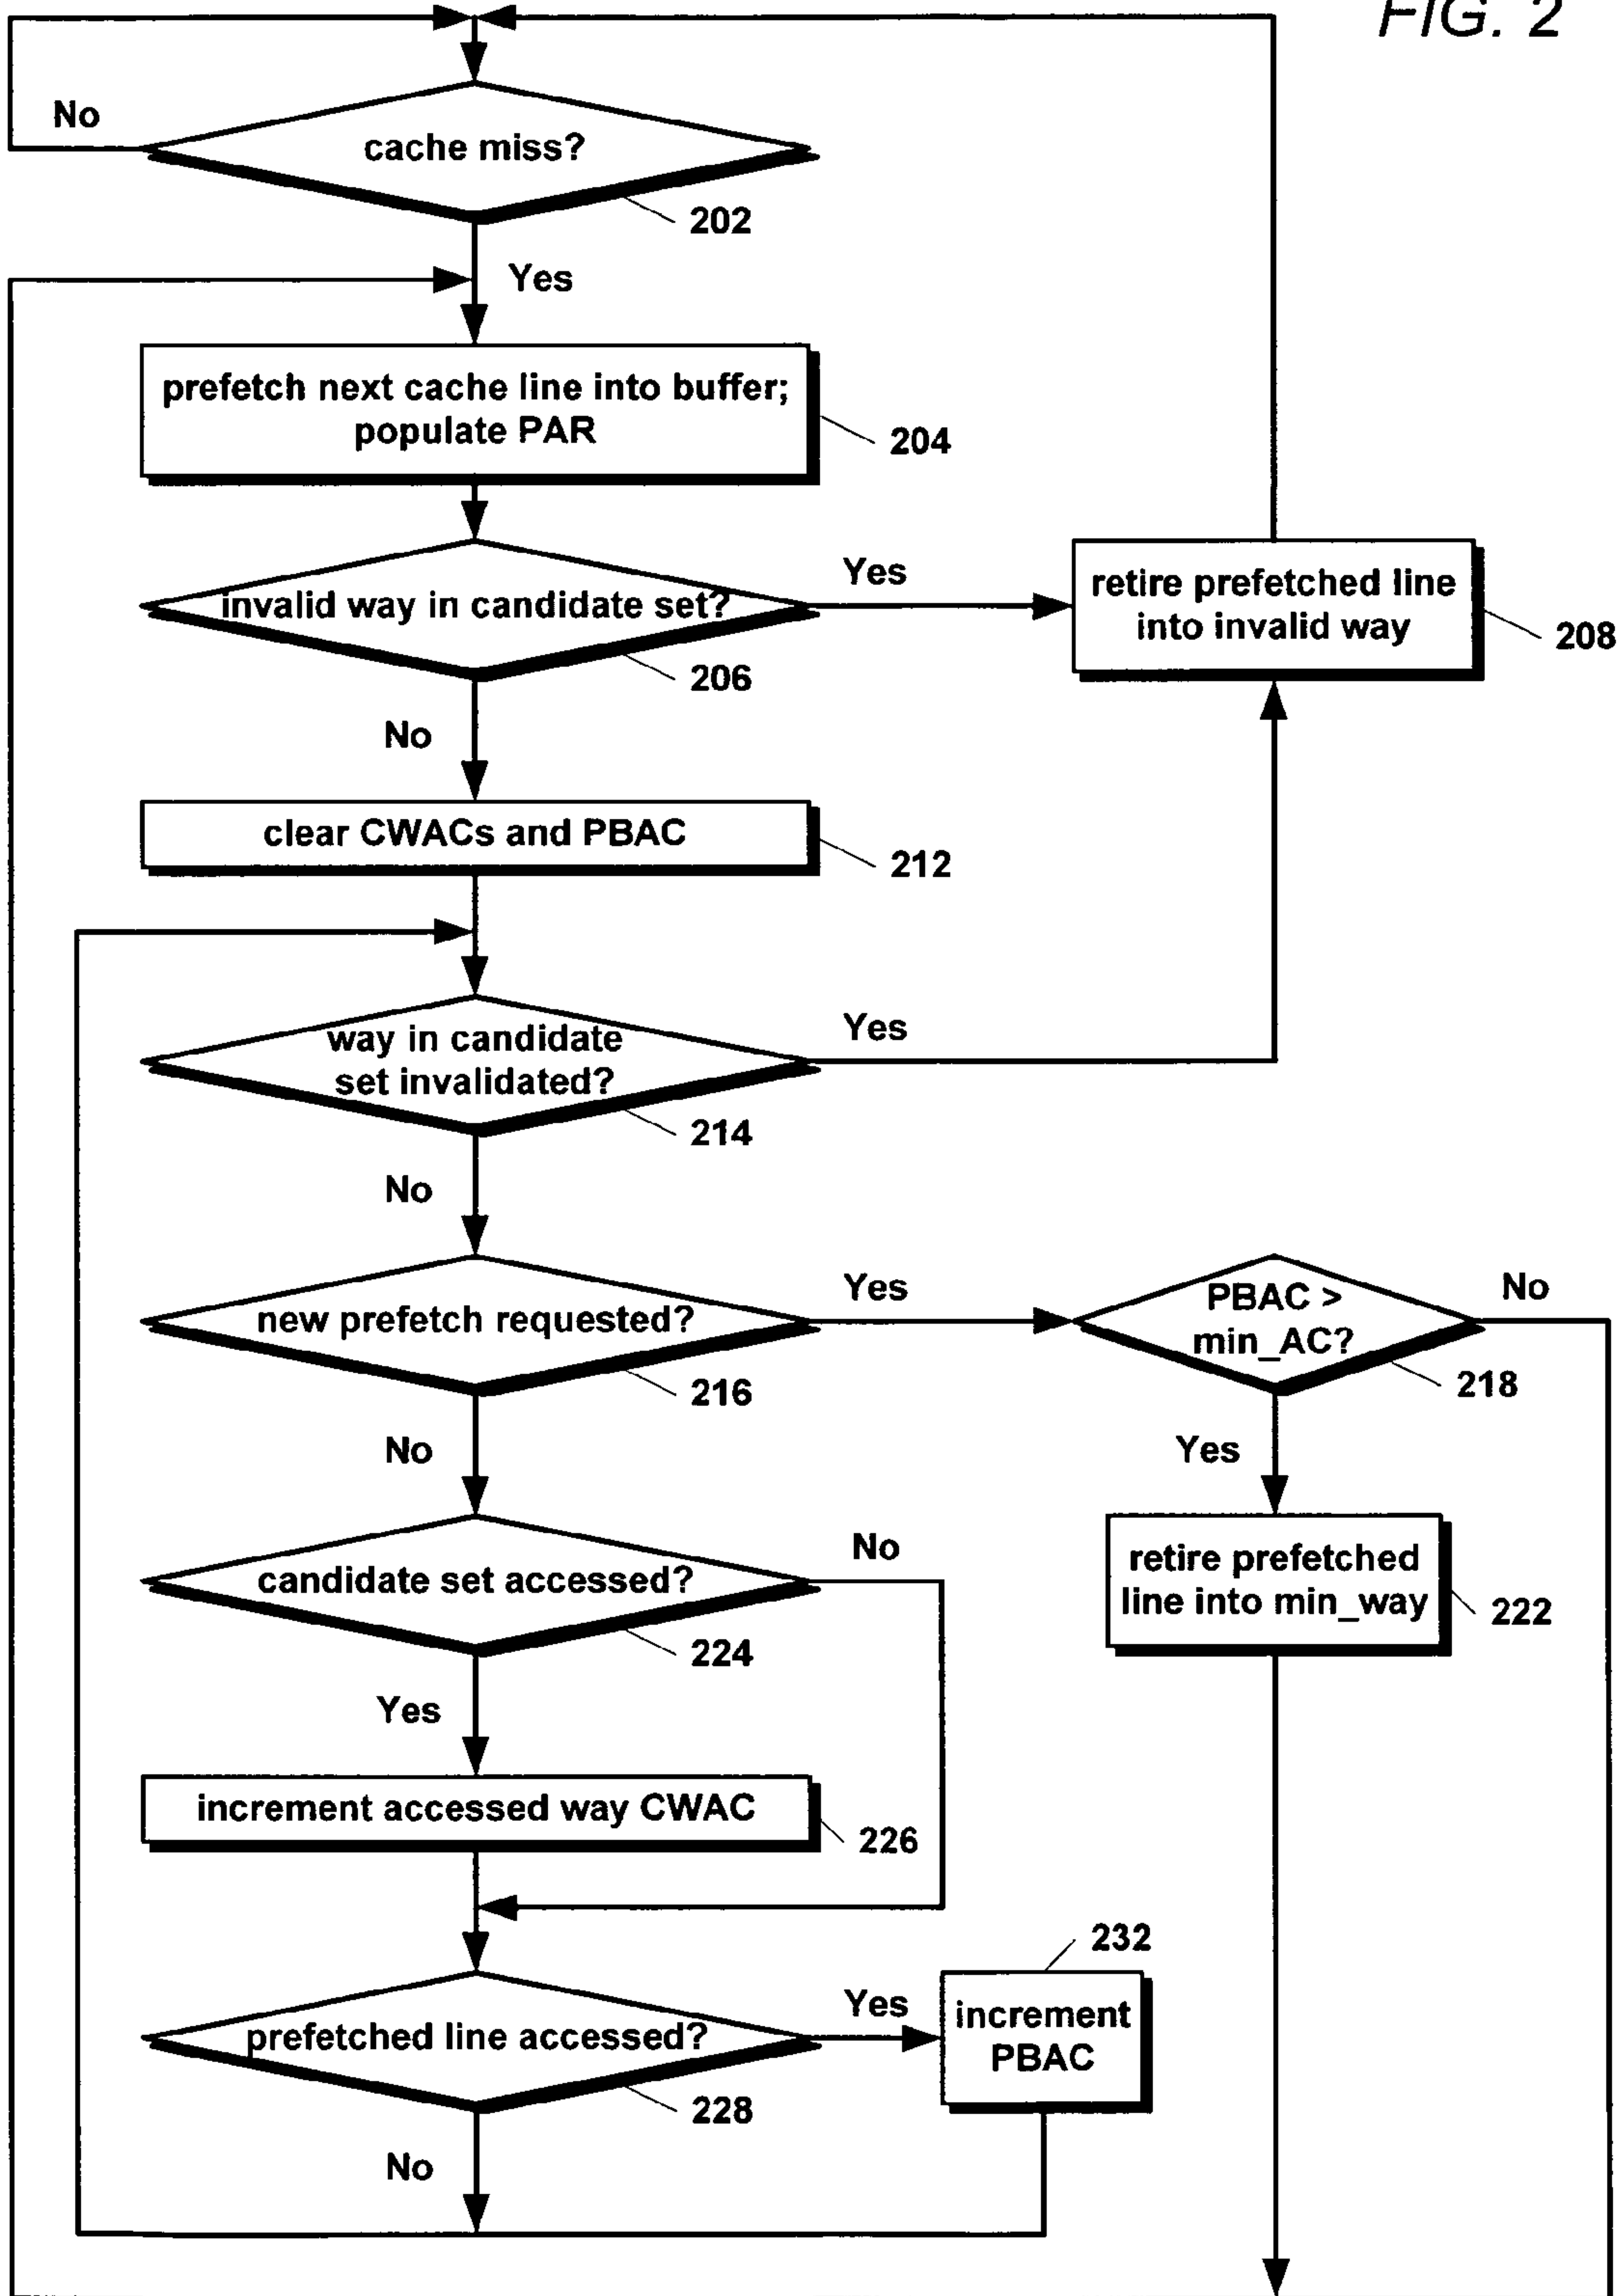 FIG. 2
No
cache miss?
202
Yes
prefetch next cache line into buffer;
populate PAR
204
invalid way in candidate set?
Yes
206
retire prefetched line
into invalid way
208
No
clear CWACs and PBAC
212
way in candidate
set invalidated?
Yes
214
No
new prefetch requested?
Yes
216
PBAC >
min_AC?
No
218
No
Yes
candidate set accessed?
No
224
retire prefetched
line into min_way
222
Yes
increment accessed way CWAC
226
232
prefetched line accessed?
Yes
228
increment
PBAC
No